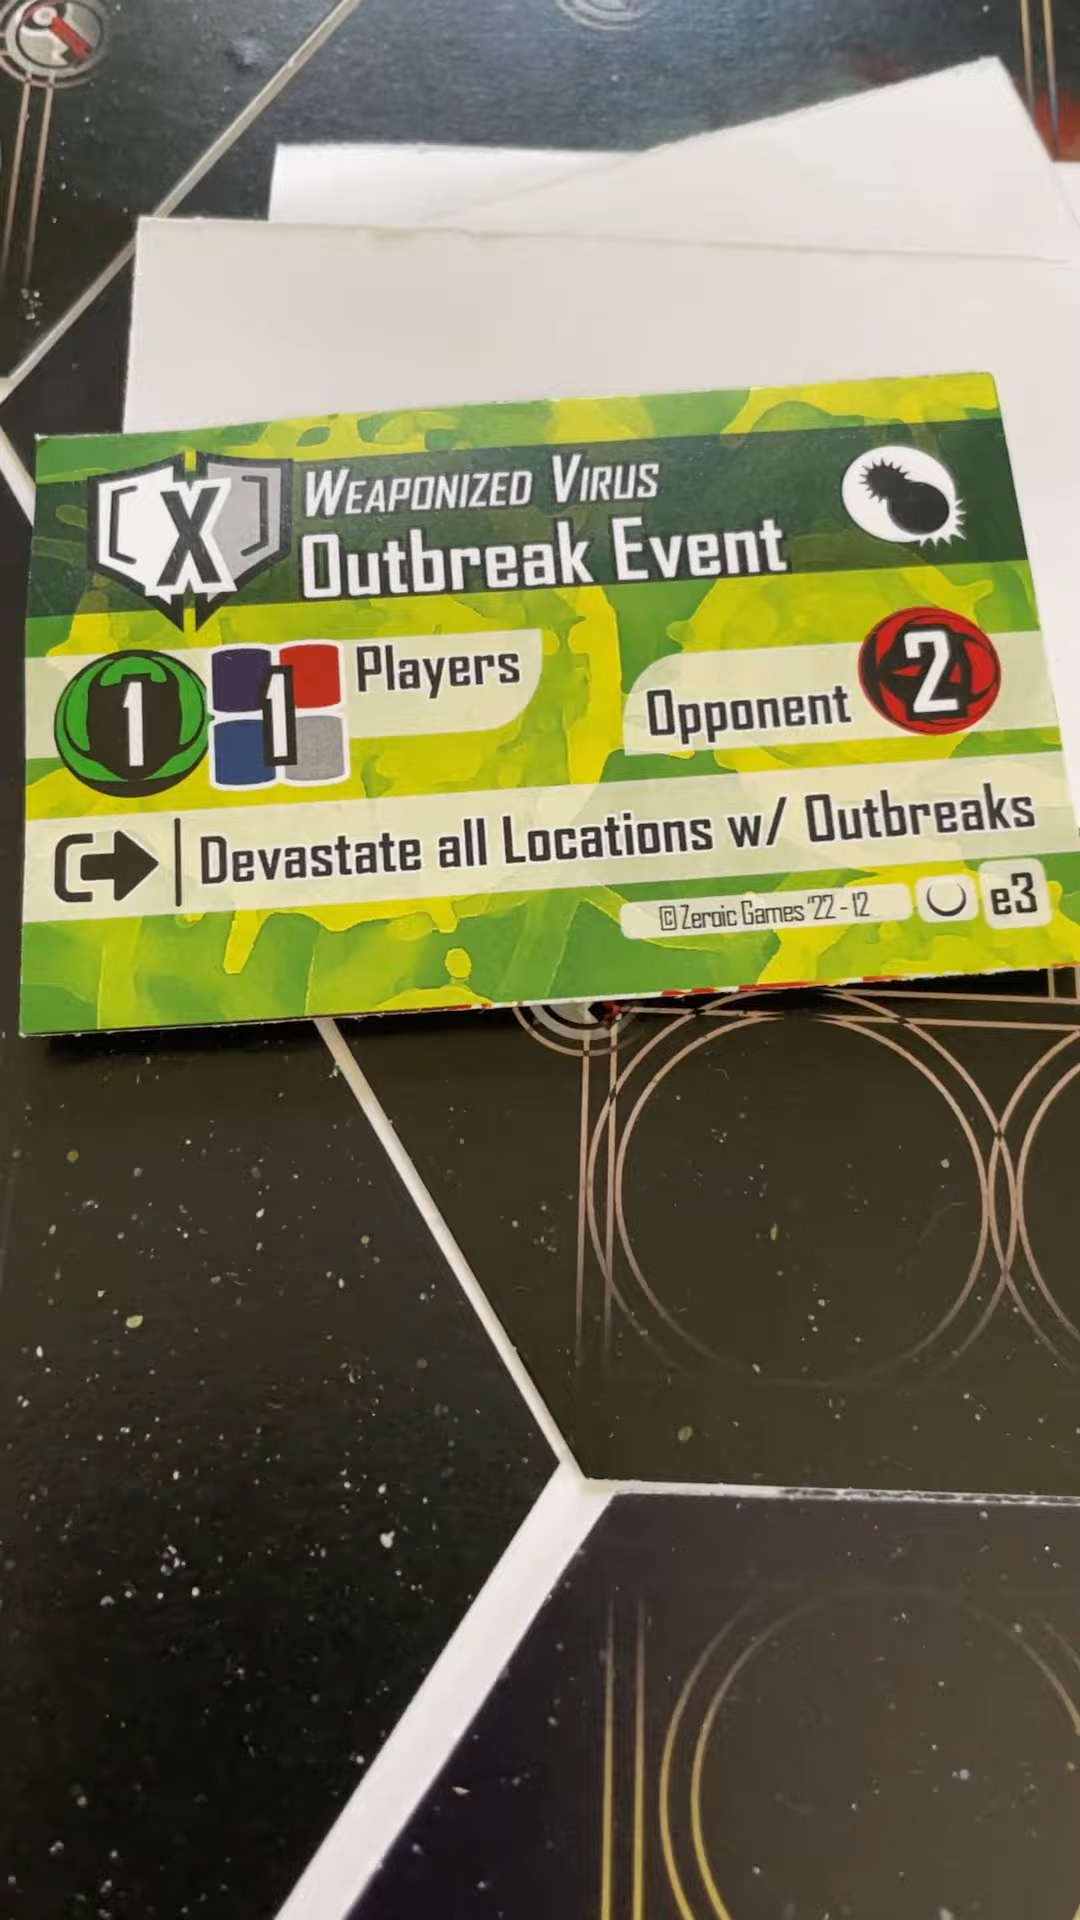 X
WEAPONIZED VIRUS
Outbreak Event
1 1 Players
Opponent 2
Devastate all Locations w/ Outbreaks
© Zeroic Games '22 - 12
e3